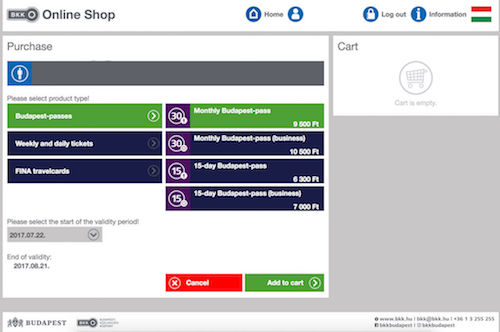 BKK Online Shop
Home
Log out
Information
Purchase
Cart
Please select product type!
Cart is empty.
Budapest-passes
Weekly and daily tickets
FINA travelcards
30 Monthly Budapest-pass
9 500 Ft
30 Monthly Budapest-pass (business)
10 500 Ft
15 15-day Budapest-pass
6 300 Ft
15 15-day Budapest-pass (business)
7 000 Ft
Please select the start of the validity period!
2017.07.22.
End of validity:
2017.08.21.
Cancel
Add to cart
BUDAPEST
BKK
BUDAPESTI
KÖZLEKEDÉSI
KÖZPONT
www.bkk.hu | bkk@bkk.hu | +36 1 3 255 255
bkkbudapest | bkkbudapest